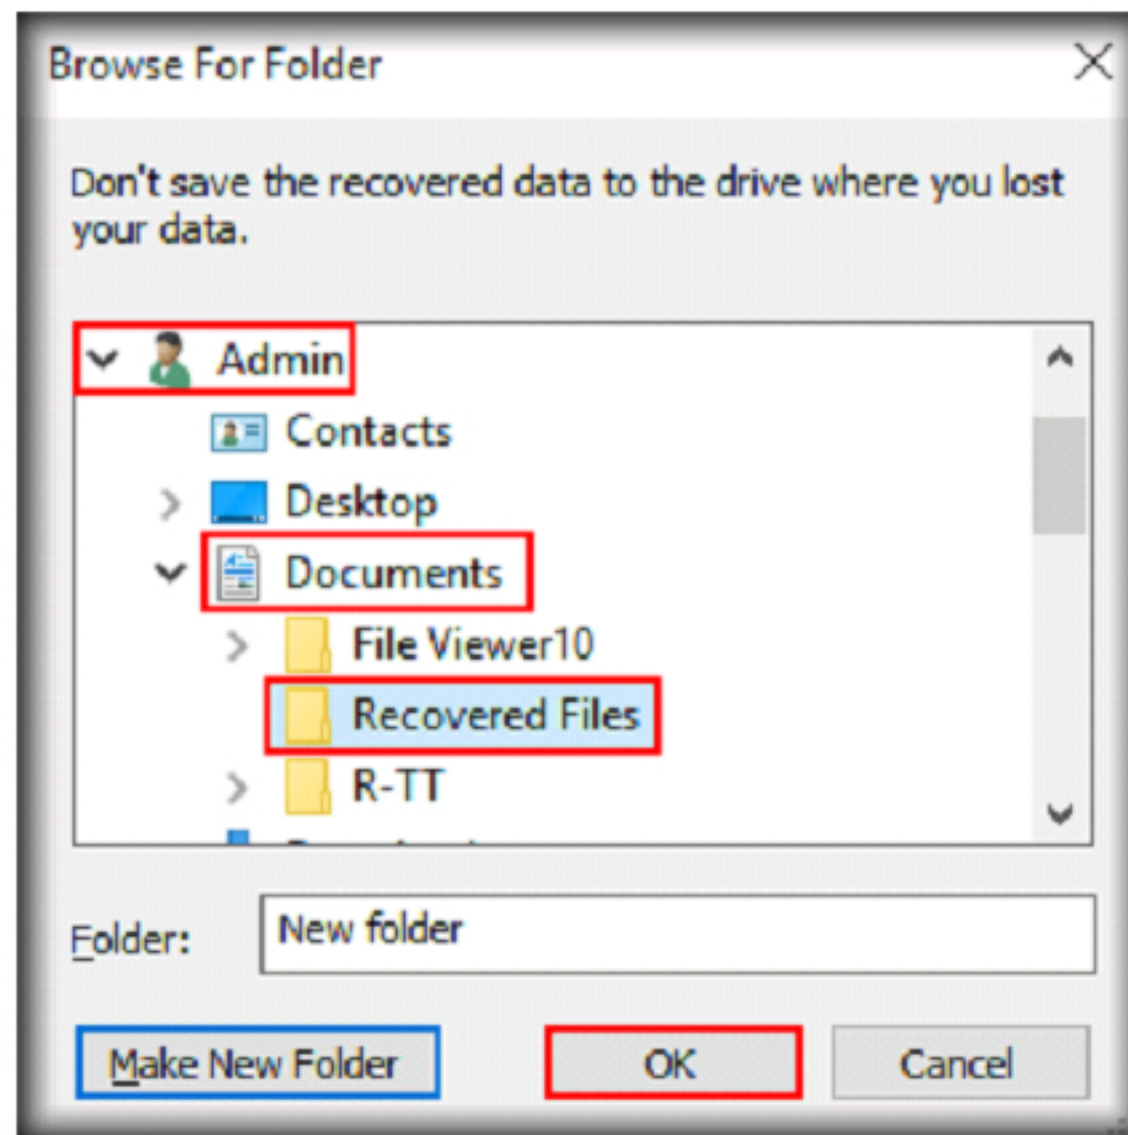 Browse For Folder
Don't save the recovered data to the drive where you lost
your data.
Admin
Contacts
Desktop
Documents
File Viewer10
Recovered Files
R-TT
Folder:
New folder
Make New Folder
OK
Cancel